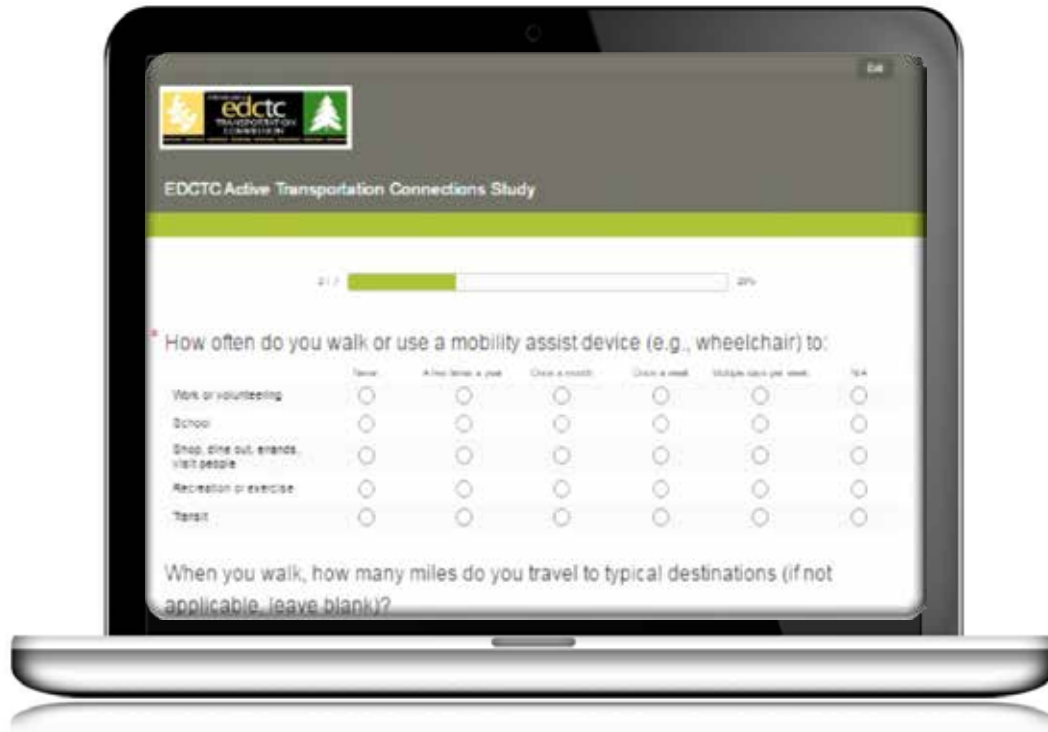 Exit
edctc
TRANSPORTATION
COMMISSION
EDCTC Active Transportation Connections Study
2 / 7
29%
* How often do you walk or use a mobility assist device (e.g., wheelchair) to:
Never A few times a year Once a month Once a week Multiple days per week N/A
Work or volunteering
School
Shop, dine out, errands,
visit people
Recreation or exercise
Transit
When you walk, how many miles do you travel to typical destinations (if not
applicable, leave blank)?